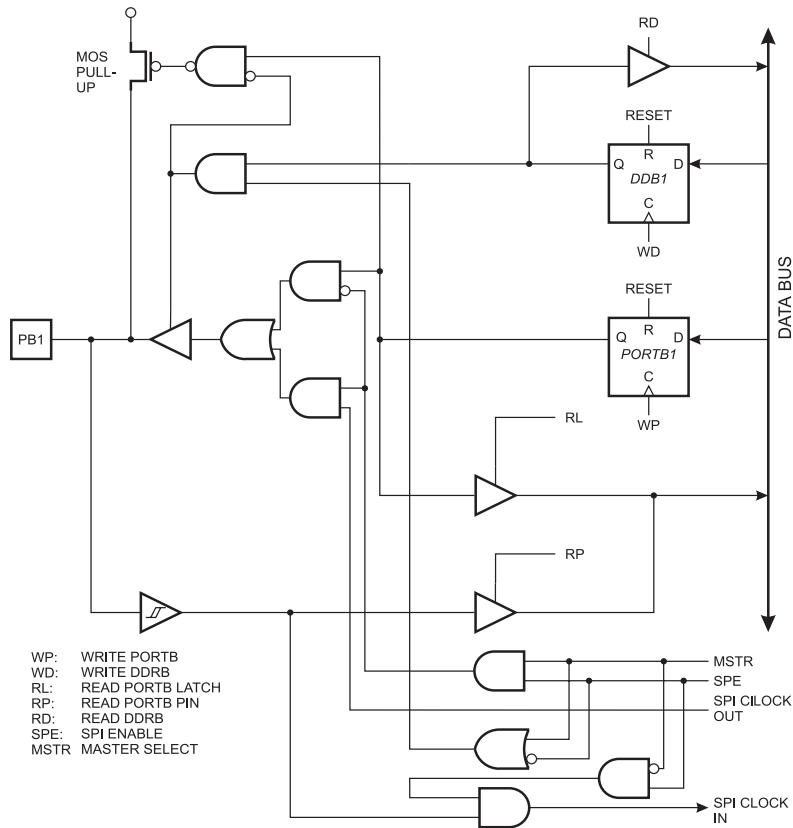 RD
MOS
PULL-
UP
RESET
R
Q
D
DDB1
C
WD
DATA BUS
RESET
R
Q
D
PB1
PORTB1
C
WP
RL
RP
WP: WRITE PORTB
WD: WRITE DDRB
RL: READ PORTB LATCH
RP: READ PORTB PIN
RD: READ DDRB
SPE: SPI ENABLE
MSTR MASTER SELECT
MSTR
SPE
SPI CILOCK
OUT
SPI CLOCK
IN